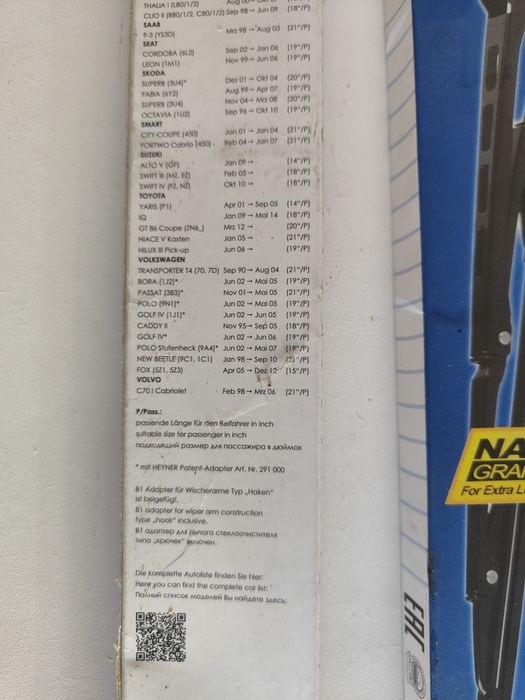 THALIA I (LB0/1/2)
CLIO II (BB0/1/2, CB0/1/2) Sep 98 → Jun 09 (18"/P)
SAAB
9-3 (YS3D) Mrz 98 → Aug 03 (21"/P)
SEAT
CORDOBA (6L2) Sep 02 → Jun 06 (19"/P)
LEON (1M1) Nov 99 → Jun 06 (19"/P)
SKODA
SUPERB (3U4)* Dez 01 → Okt 04 (20"/P)
FABIA (6Y2) Aug 99 → Apr 07 (19"/P)
SUPERB (3U4) Nov 04 → Mrz 08 (20"/P)
OCTAVIA (1U2) Sep 96 → Okt 10 (19"/P)
SMART
CITY-COUPE (450) Jan 01 → Jan 04 (21"/P)
FORTWO Cabrio (450) Feb 04 → Jan 07 (21"/P)
SUZUKI
ALTO V (GF) Jan 09 → (14"/P)
SWIFT III (MZ, EZ) Feb 05 → (18"/P)
SWIFT IV (FZ, NZ) Okt 10 → (18"/P)
TOYOTA
YARIS (P1) Apr 01 → Sep 05 (14"/P)
IQ Jan 09 → Mai 14 (18"/P)
GT 86 Coupe (ZN6_) Mrz 12 → (20"/P)
HIACE V Kasten Jan 05 → (21"/P)
HILUX III Pick-up Jun 06 → (19"/P)
VOLKSWAGEN
TRANSPORTER T4 (70, 7D) Sep 90 → Aug 04 (21"/P)
BORA (1J2)* Jun 02 → Mai 05 (19"/P)
PASSAT (3B3)* Nov 01 → Mai 05 (21"/P)
POLO (9N1)* Jun 02 → Mai 05 (19"/P)
GOLF IV (1J1)* Jun 02 → Mai 05 (19"/P)
CADDY II Nov 95 → Sep 05 (18"/P)
GOLF IV* Jun 02 → Jun 06 (19"/P)
POLO Stufenheck (9A4)* Jun 02 → Mai 07 (19"/P)
NEW BEETLE (9C1, 1C1) Jan 98 → Sep 10 (21"/P)
FOX (5Z1, 5Z3) Apr 05 → Dez 12 (15"/P)
VOLVO
C70 I Cabriolet Feb 98 → Mrz 06 (21"/P)
P/Pass.:
passende Länge für den Beifahrer in Inch
suitable size for passenger in inch
подходящий размер для пассажира в дюймах
* mit HEYNER Patent-Adapter Art. Nr. 291 000
B1 Adapter für Wischerarme Typ „Haken"
ist beigefügt.
B1 adapter for wiper arm construction
type „hook" inclusive.
B1 адаптер для рычага стеклоочистителя
типа „крючек" включен.
Die komplette Autoliste finden Sie hier:
Here you can find the complete car list:
Полный список моделей Вы найдете здесь:
NA
GRA
For Extra L
EAC